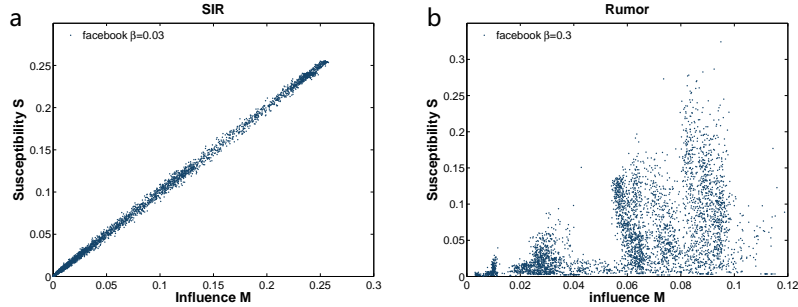 a
SIR
facebook β=0.03
Susceptibility S
0.25
0.2
0.15
0.1
0.05
0
0 0.05 0.1 0.15 0.2 0.25 0.3
Influence M
b
Rumor
facebook β=0.3
Susceptibility S
0.3
0.25
0.2
0.15
0.1
0.05
0
0 0.02 0.04 0.06 0.08 0.1 0.12
influence M